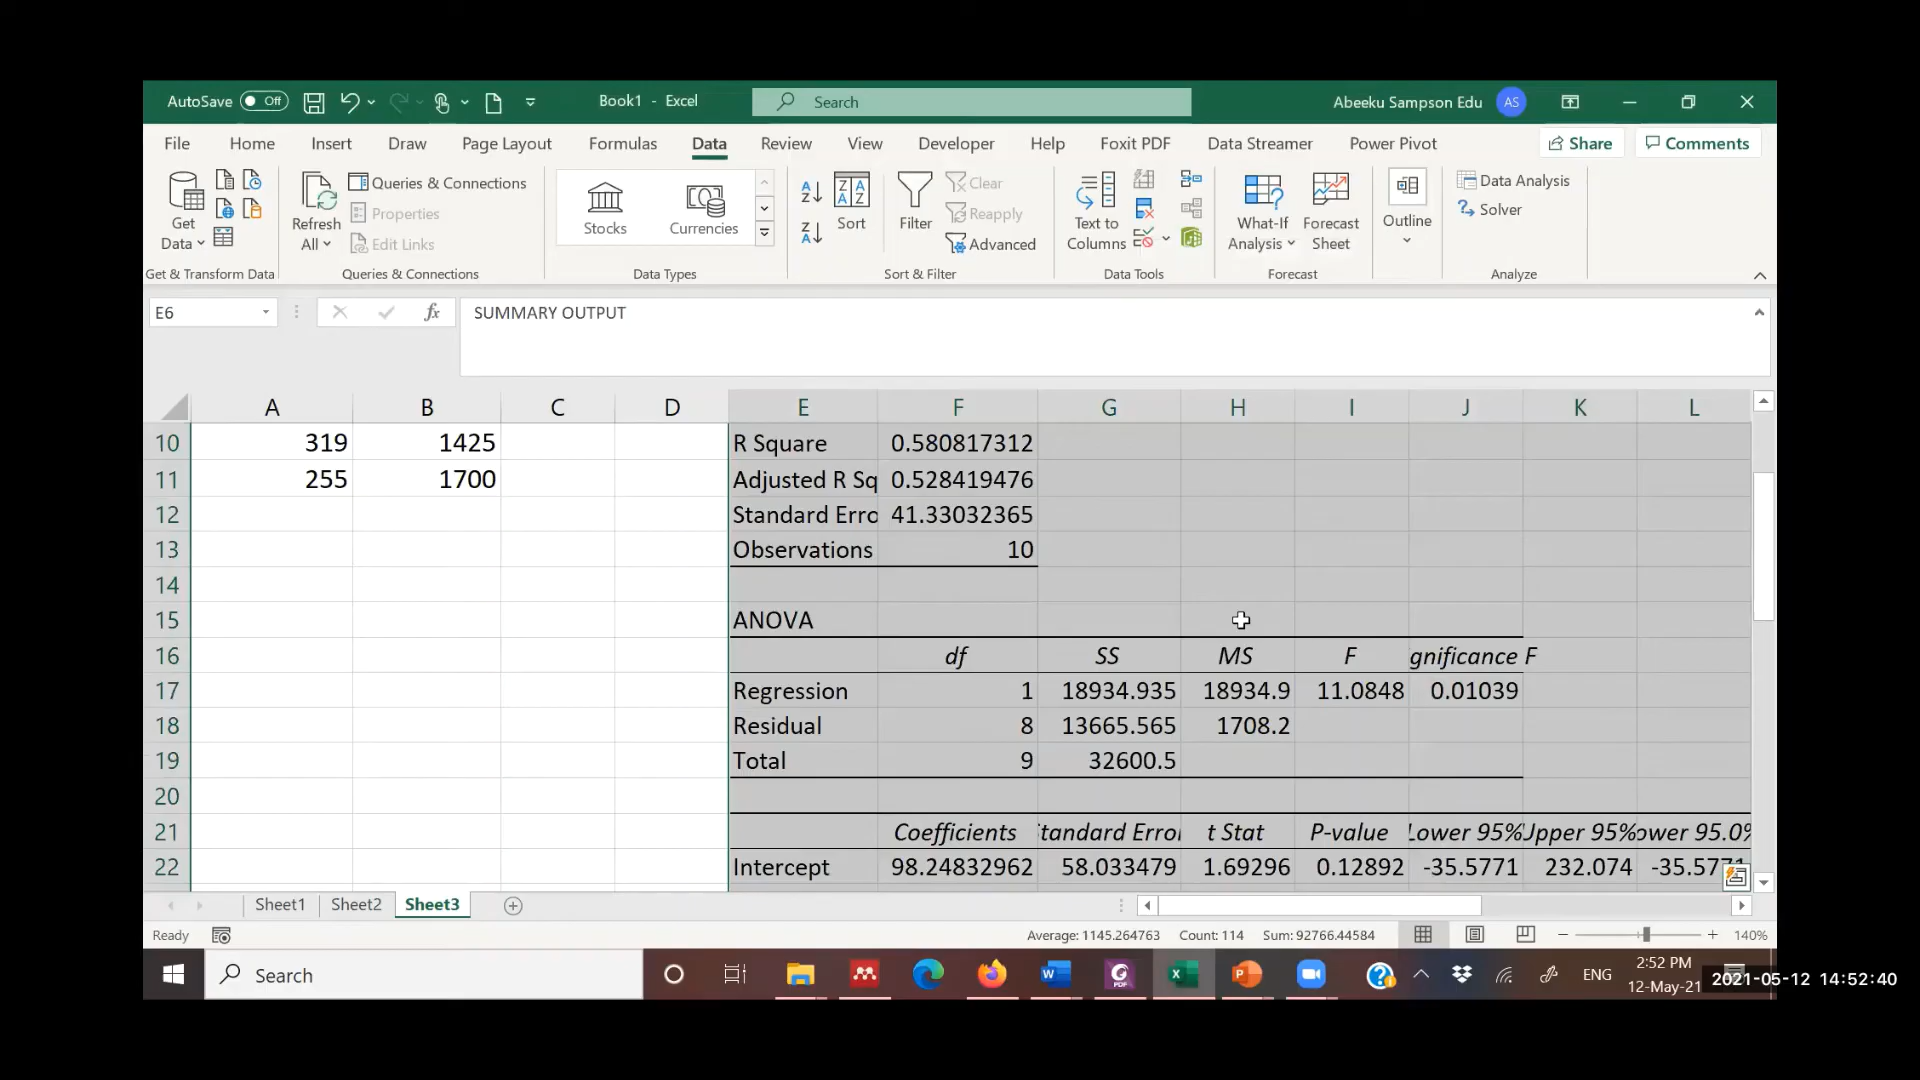 AutoSave Off Book1 - Excel Search Abeeku Sampson Edu AS
File Home Insert Draw Page Layout Formulas Data Review View Developer Help Foxit PDF Data Streamer Power Pivot Share Comments
Get Data
Refresh All
Queries & Connections
Properties
Edit Links
Stocks Currencies
Sort
Filter
Clear
Reapply
Advanced
Text to Columns
What-If Analysis
Forecast Sheet
Outline
Data Analysis
Solver
Get & Transform Data Queries & Connections Data Types Sort & Filter Data Tools Forecast Analyze
E6 fx SUMMARY OUTPUT
A B C D E F G H I J K L
10 319 1425 R Square 0.580817312
11 255 1700 Adjusted R Sq 0.528419476
12 Standard Erro 41.33032365
13 Observations 10
14
15 ANOVA
16 df SS MS F gnificance F
17 Regression 1 18934.935 18934.9 11.0848 0.01039
18 Residual 8 13665.565 1708.2
19 Total 9 32600.5
20
21 Coefficients tandard Error t Stat P-value Lower 95% Upper 95% ower 95.0%
22 Intercept 98.24832962 58.033479 1.69296 0.12892 -35.5771 232.074 -35.5771
Sheet1 Sheet2 Sheet3
Ready Average: 1145.264763 Count: 114 Sum: 92766.44584 140%
Search ENG 2:52 PM
12-May-21
2021-05-12 14:52:40